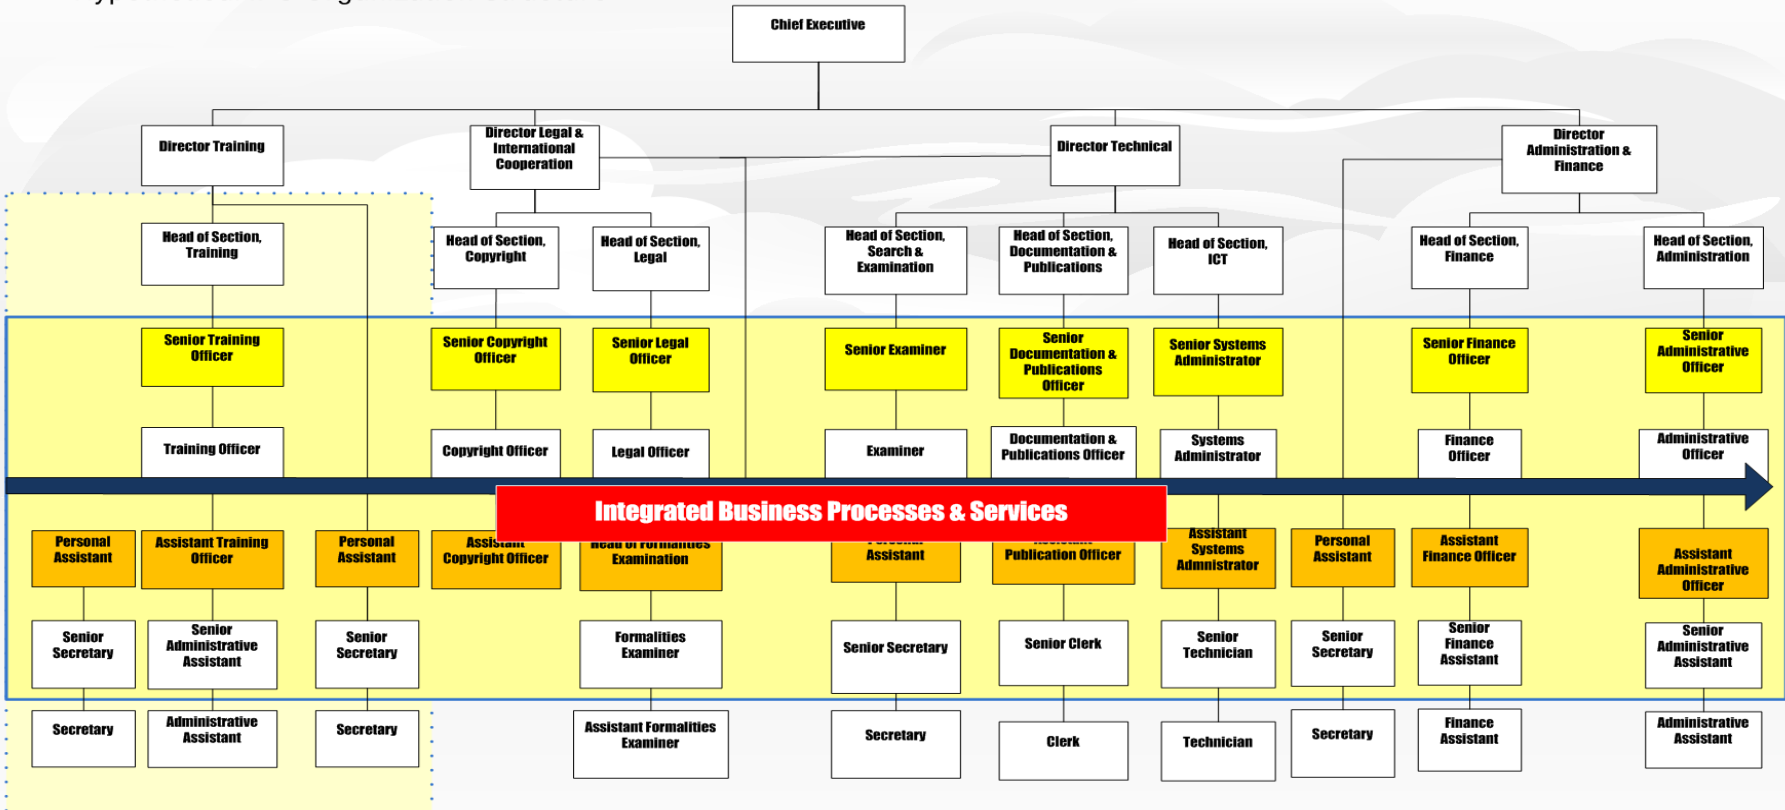 Chief Executive
Director Training
Director Legal &
International
Cooperation
Director Technical
Director
Administration &
Finance
Head of Section,
Training
Head of Section,
Copyright
Head of Section,
Legal
Head of Section,
Search &
Examination
Head of Section,
Documentation &
Publications
Head of Section,
ICT
Head of Section,
Finance
Head of Section,
Administration
Senior Training
Officer
Senior Copyright
Officer
Senior Legal
Officer
Senior Examiner
Senior
Documentation &
Publications
Officer
Senior Systems
Administrator
Senior Finance
Officer
Senior
Administrative
Officer
Training Officer
Copyright Officer
Legal Officer
Examiner
Documentation &
Publications Officer
Systems
Administrator
Finance
Officer
Administrative
Officer
Integrated Business Processes & Services
Personal
Assistant
Assistant Training
Officer
Personal
Assistant
Assistant
Copyright Officer
Head of Formalities
Examination
Personal
Assistant
Assistant
Publication Officer
Assistant
Systems
Admnistrator
Personal
Assistant
Assistant
Finance Officer
Assistant
Administrative
Officer
Senior
Secretary
Senior
Administrative
Assistant
Senior
Secretary
Formalities
Examiner
Senior Secretary
Senior Clerk
Senior
Technician
Senior
Secretary
Senior
Finance
Assistant
Senior
Administrative
Assistant
Secretary
Administrative
Assistant
Secretary
Assistant Formalities
Examiner
Secretary
Clerk
Technician
Secretary
Finance
Assistant
Administrative
Assistant